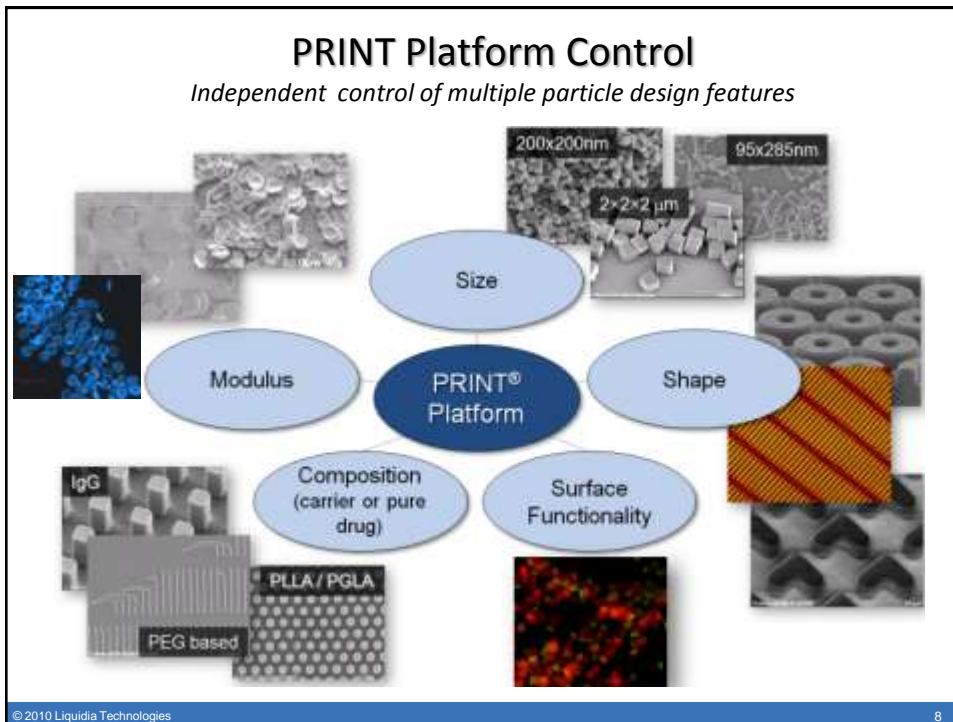 PRINT Platform Control
Independent control of multiple particle design features
200x200nm
95x285nm
2×2×2 μm
Size
Modulus
PRINT®
Platform
Shape
Composition
(carrier or pure
drug)
Surface
Functionality
IgG
PLLA / PGLA
PEG based
© 2010 Liquidia Technologies
8